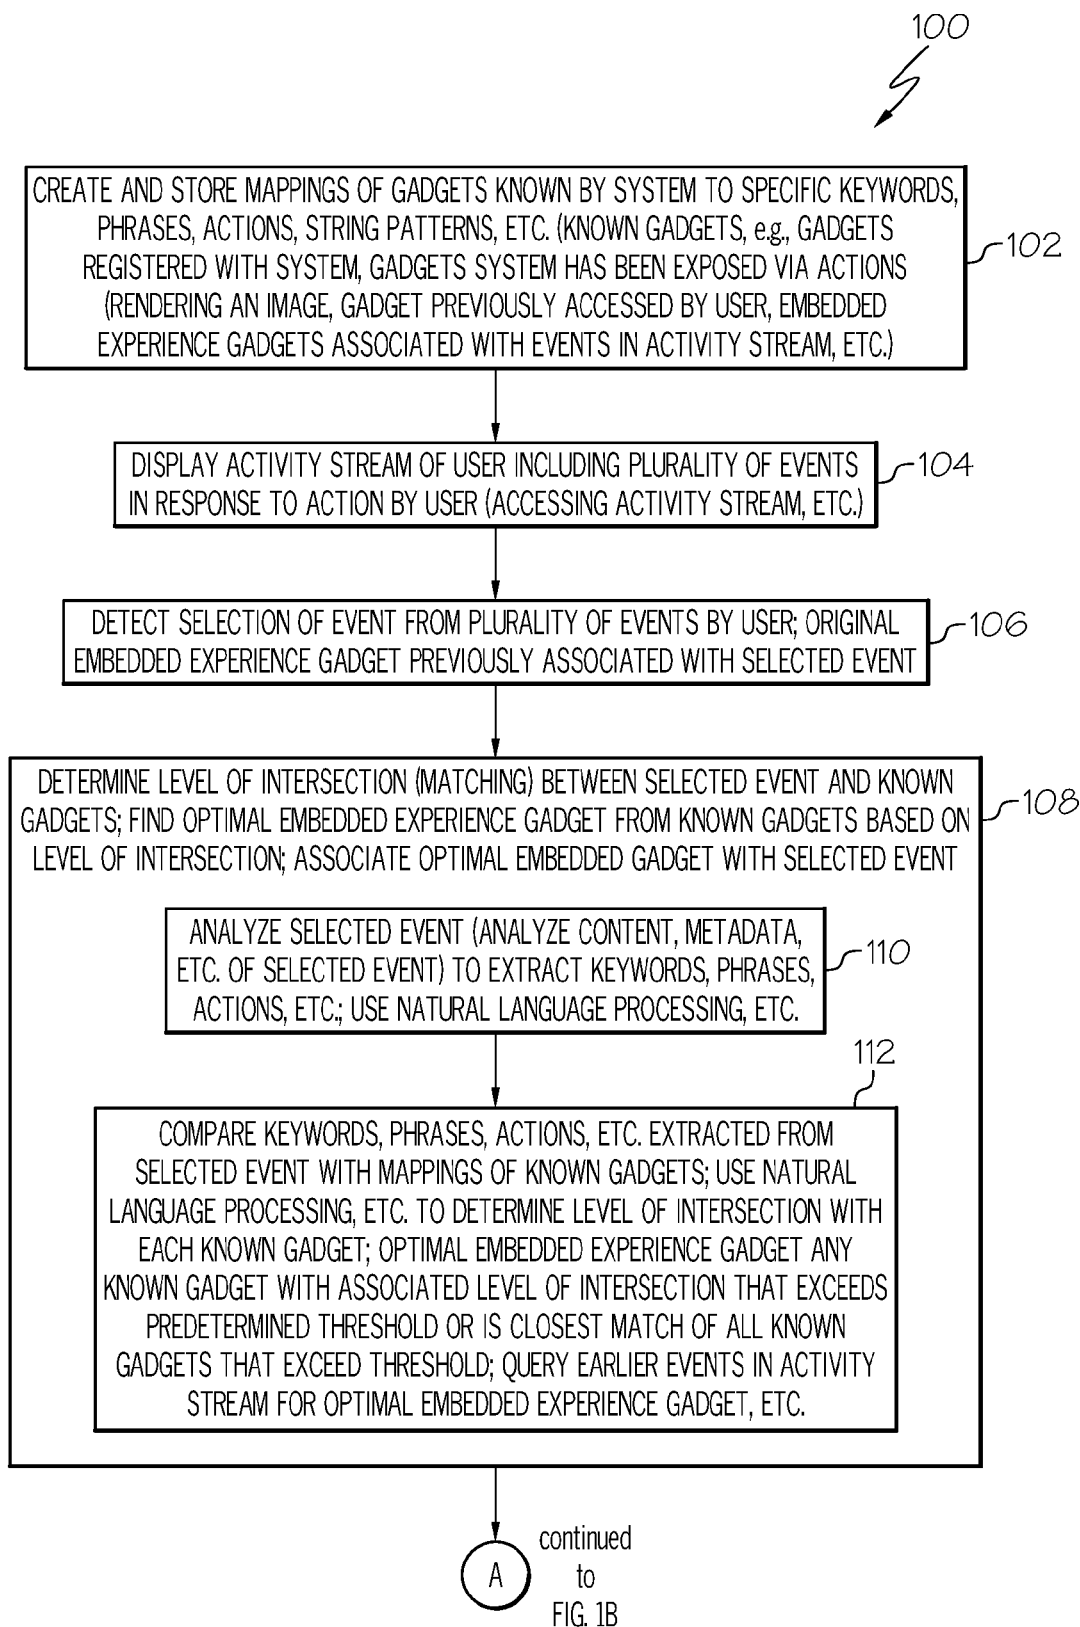 100
CREATE AND STORE MAPPINGS OF GADGETS KNOWN BY SYSTEM TO SPECIFIC KEYWORDS,
PHRASES, ACTIONS, STRING PATTERNS, ETC. (KNOWN GADGETS, e.g., GADGETS
REGISTERED WITH SYSTEM, GADGETS SYSTEM HAS BEEN EXPOSED VIA ACTIONS
(RENDERING AN IMAGE, GADGET PREVIOUSLY ACCESSED BY USER, EMBEDDED
EXPERIENCE GADGETS ASSOCIATED WITH EVENTS IN ACTIVITY STREAM, ETC.)
102
DISPLAY ACTIVITY STREAM OF USER INCLUDING PLURALITY OF EVENTS
IN RESPONSE TO ACTION BY USER (ACCESSING ACTIVITY STREAM, ETC.)
104
DETECT SELECTION OF EVENT FROM PLURALITY OF EVENTS BY USER; ORIGINAL
EMBEDDED EXPERIENCE GADGET PREVIOUSLY ASSOCIATED WITH SELECTED EVENT
106
DETERMINE LEVEL OF INTERSECTION (MATCHING) BETWEEN SELECTED EVENT AND KNOWN
GADGETS; FIND OPTIMAL EMBEDDED EXPERIENCE GADGET FROM KNOWN GADGETS BASED ON
LEVEL OF INTERSECTION; ASSOCIATE OPTIMAL EMBEDDED GADGET WITH SELECTED EVENT
108
ANALYZE SELECTED EVENT (ANALYZE CONTENT, METADATA,
ETC. OF SELECTED EVENT) TO EXTRACT KEYWORDS, PHRASES,
ACTIONS, ETC.; USE NATURAL LANGUAGE PROCESSING, ETC.
110
112
COMPARE KEYWORDS, PHRASES, ACTIONS, ETC. EXTRACTED FROM
SELECTED EVENT WITH MAPPINGS OF KNOWN GADGETS; USE NATURAL
LANGUAGE PROCESSING, ETC. TO DETERMINE LEVEL OF INTERSECTION WITH
EACH KNOWN GADGET; OPTIMAL EMBEDDED EXPERIENCE GADGET ANY
KNOWN GADGET WITH ASSOCIATED LEVEL OF INTERSECTION THAT EXCEEDS
PREDETERMINED THRESHOLD OR IS CLOSEST MATCH OF ALL KNOWN
GADGETS THAT EXCEED THRESHOLD; QUERY EARLIER EVENTS IN ACTIVITY
STREAM FOR OPTIMAL EMBEDDED EXPERIENCE GADGET, ETC.
A
continued
to
FIG. 1B